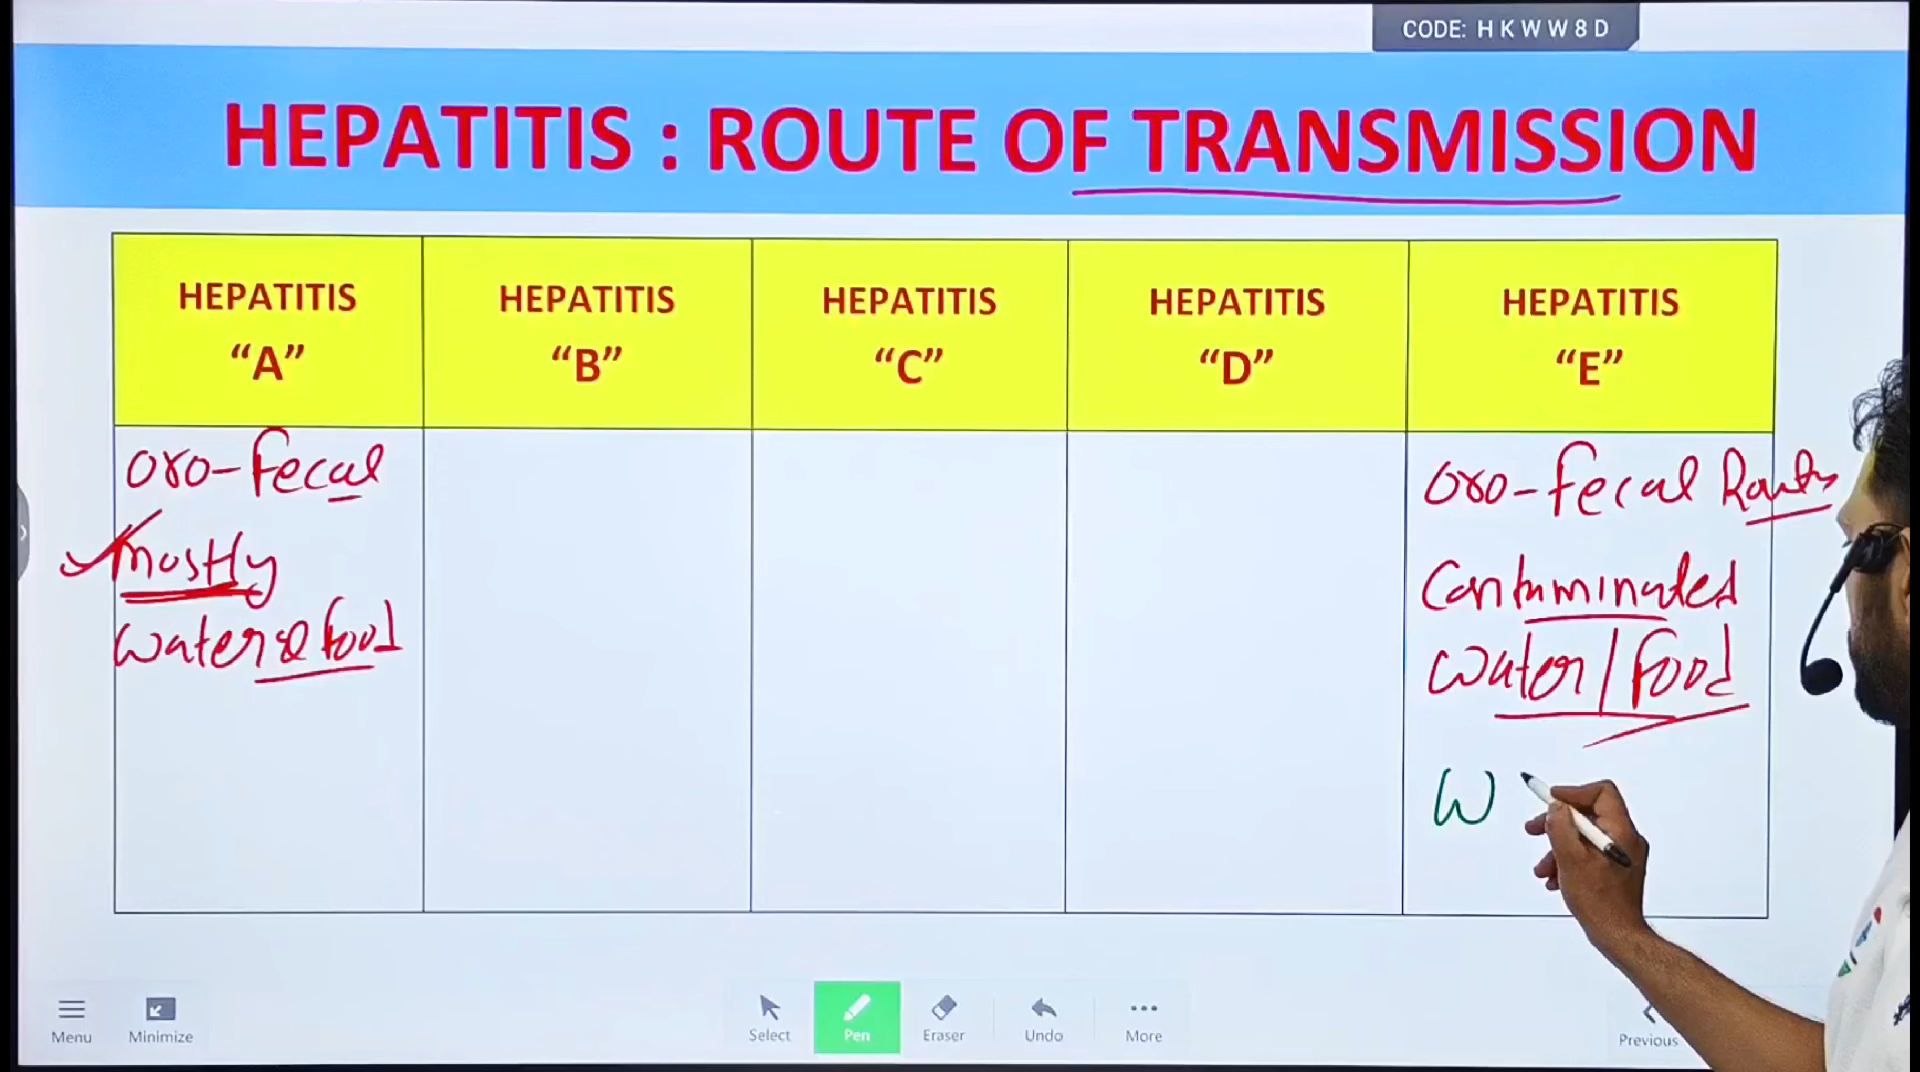 CODE: HKWW8D
HEPATITIS : ROUTE OF TRANSMISSION
HEPATITIS
"A"
HEPATITIS
"B"
HEPATITIS
"C"
HEPATITIS
"D"
HEPATITIS
"E"
oro-fecal
mostly
water & food
oro-fecal Route
Contaminated
water/food
W
Menu
Minimize
Select
Pen
Eraser
Undo
More
Previous